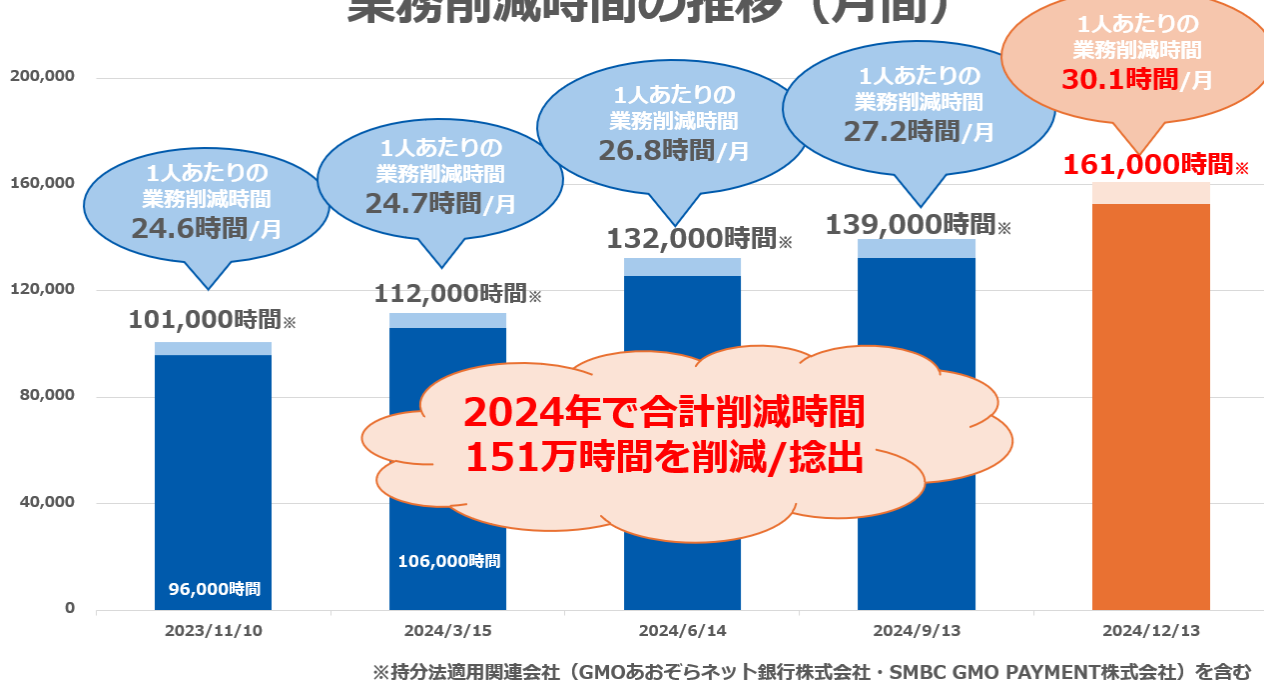 業務削減時間の推移（月間）
1人あたりの
業務削減時間
30.1時間/月
1人あたりの
業務削減時間
27.2時間/月
1人あたりの
業務削減時間
26.8時間/月
1人あたりの
業務削減時間
24.7時間/月
1人あたりの
業務削減時間
24.6時間/月
200,000
160,000
120,000
80,000
40,000
0
101,000時間※
112,000時間※
132,000時間※
139,000時間※
161,000時間※
2024年で合計削減時間
151万時間を削減/捻出
96,000時間
106,000時間
2023/11/10
2024/3/15
2024/6/14
2024/9/13
2024/12/13
※持分法適用関連会社（GMOあおぞらネット銀行株式会社・SMBC GMO PAYMENT株式会社）を含む